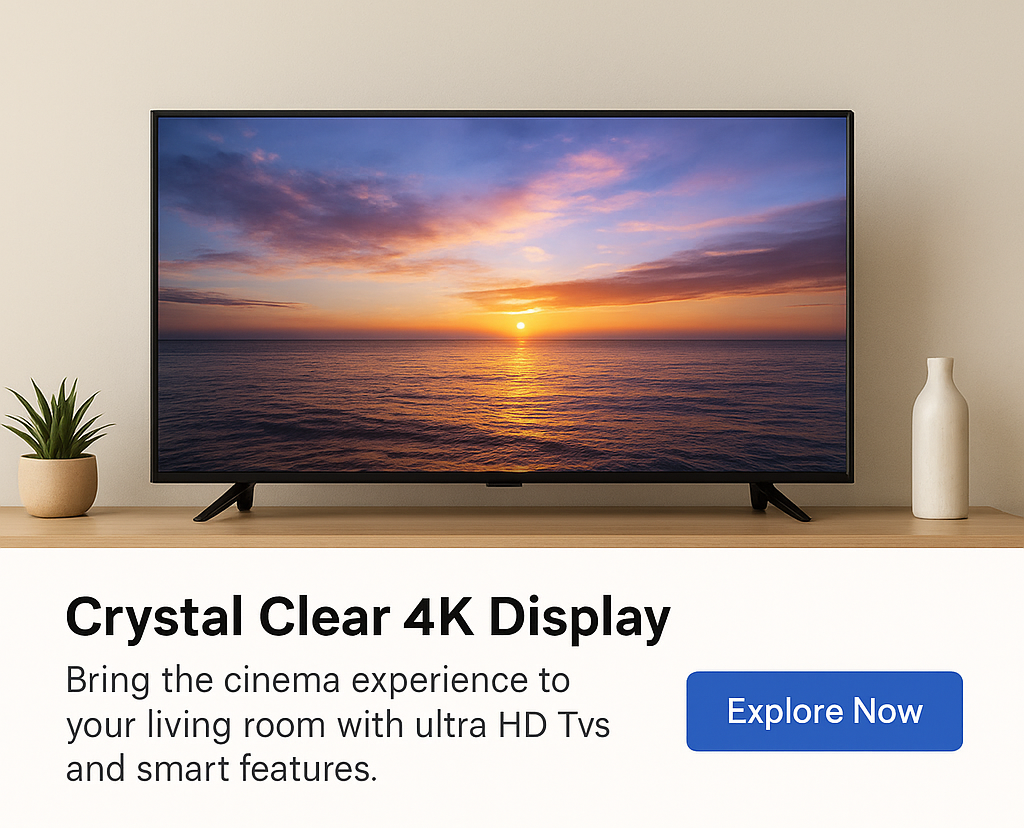 Crystal Clear 4K Display
Bring the cinema experience to
your living room with ultra HD Tvs
and smart features.
Explore Now